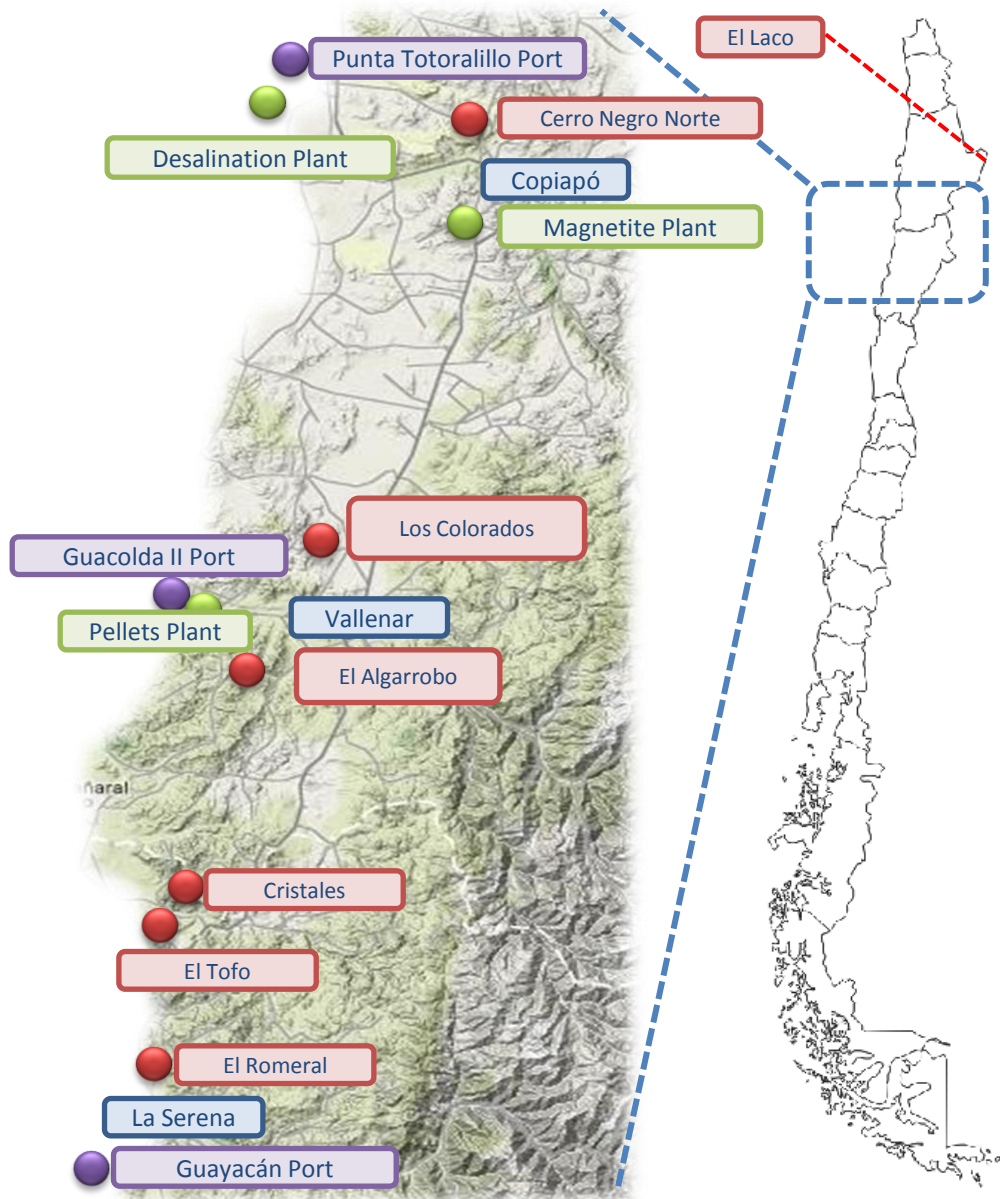 El Laco
Punta Totoralillo Port
Cerro Negro Norte
Desalination Plant
Copiapó
Magnetite Plant
Los Colorados
Guacolda II Port
Vallenar
Pellets Plant
El Algarrobo
ñaral
Cristales
El Tofo
El Romeral
La Serena
Guayacán Port